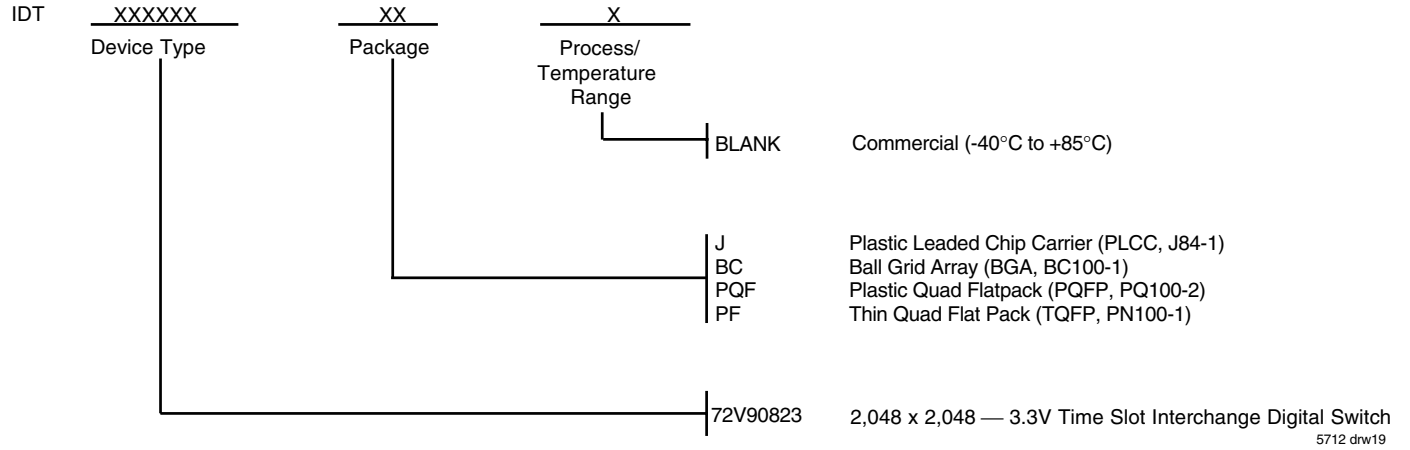 IDT XXXXXX XX X
Device Type Package Process/
Temperature
Range
BLANK Commercial (-40°C to +85°C)
J Plastic Leaded Chip Carrier (PLCC, J84-1)
BC Ball Grid Array (BGA, BC100-1)
PQF Plastic Quad Flatpack (PQFP, PQ100-2)
PF Thin Quad Flat Pack (TQFP, PN100-1)
72V90823 2,048 x 2,048 — 3.3V Time Slot Interchange Digital Switch
5712 drw19